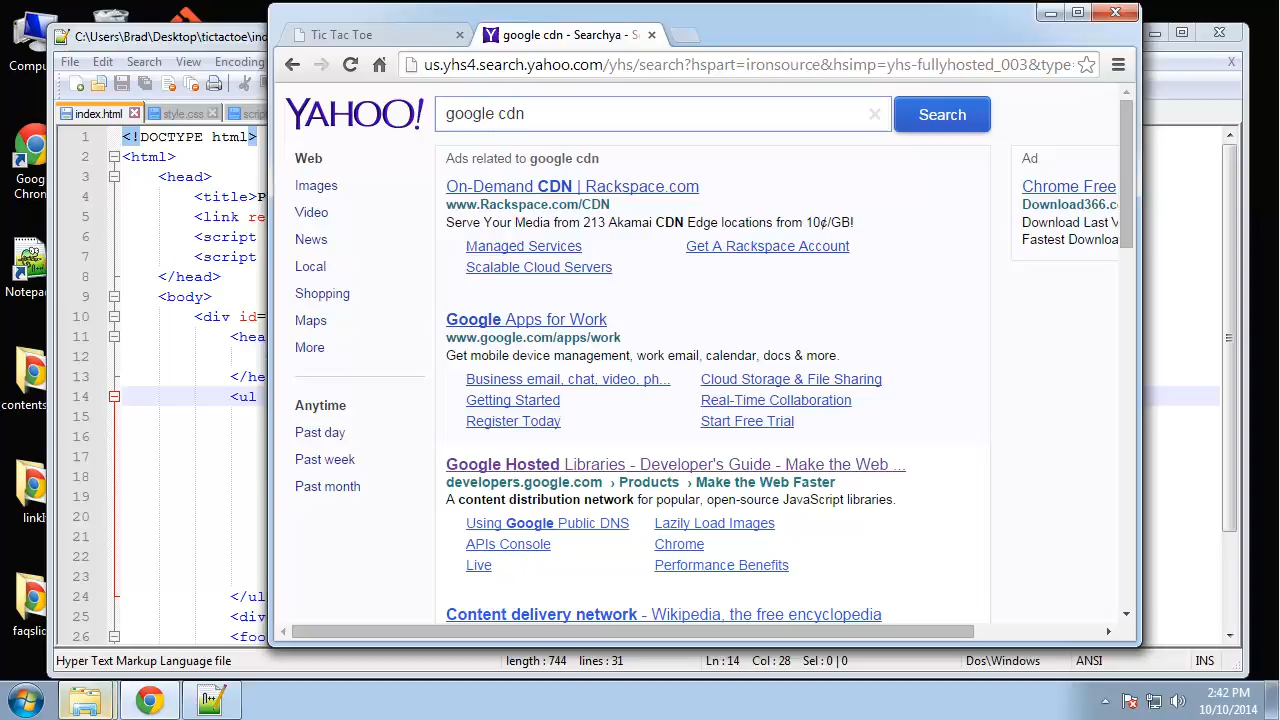 Compu
C:\Users\Brad\Desktop\tictactoe\in
Tic Tac Toe
google cdn - Searchya - S
File Edit Search View Encoding
us.yhs4.search.yahoo.com/yhs/search?hspart=ironsource&hsimp=yhs-fullyhosted_003&type
index.html style.css scrip
YAHOO!
google cdn
Search
1 <!DOCTYPE html>
2 <html>
3 <head>
4 <title>P
5 <link re
6 <script
7 <script
8 </head>
9 <body>
10 <div id=
11 <hea
12
13 </he
14 <ul
15
16
17
18
19
20
21
22
23
24 </ul
25 <div
26 <foo
Goog
Chron
Notepa
contents
linkI
faqslic
Web
Images
Video
News
Local
Shopping
Maps
More
Anytime
Past day
Past week
Past month
Ads related to google cdn
On-Demand CDN | Rackspace.com
www.Rackspace.com/CDN
Serve Your Media from 213 Akamai CDN Edge locations from 10¢/GB!
Managed Services Get A Rackspace Account
Scalable Cloud Servers
Google Apps for Work
www.google.com/apps/work
Get mobile device management, work email, calendar, docs & more.
Business email, chat, video, ph... Cloud Storage & File Sharing
Getting Started Real-Time Collaboration
Register Today Start Free Trial
Google Hosted Libraries - Developer's Guide - Make the Web ...
developers.google.com › Products › Make the Web Faster
A content distribution network for popular, open-source JavaScript libraries.
Using Google Public DNS Lazily Load Images
APIs Console Chrome
Live Performance Benefits
Content delivery network - Wikipedia, the free encyclopedia
Ad
Chrome Free
Download366.c
Download Last V
Fastest Downloa
Hyper Text Markup Language file length : 744 lines : 31 Ln : 14 Col : 28 Sel : 0 | 0 Dos\Windows ANSI INS
2:42 PM
10/10/2014